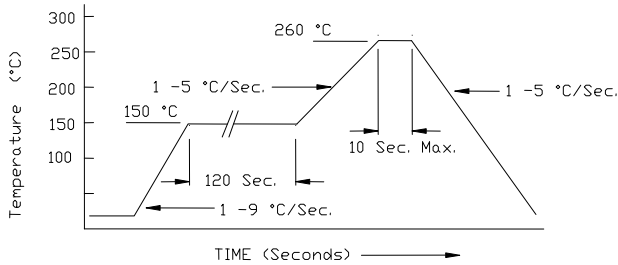 300
260 °C
250
200
1 -5 °C/Sec.
1 -5 °C/Sec.
150 °C
150
10 Sec. Max.
100
120 Sec.
1 -9 °C/Sec.
Temperature (°C)
TIME (Seconds)